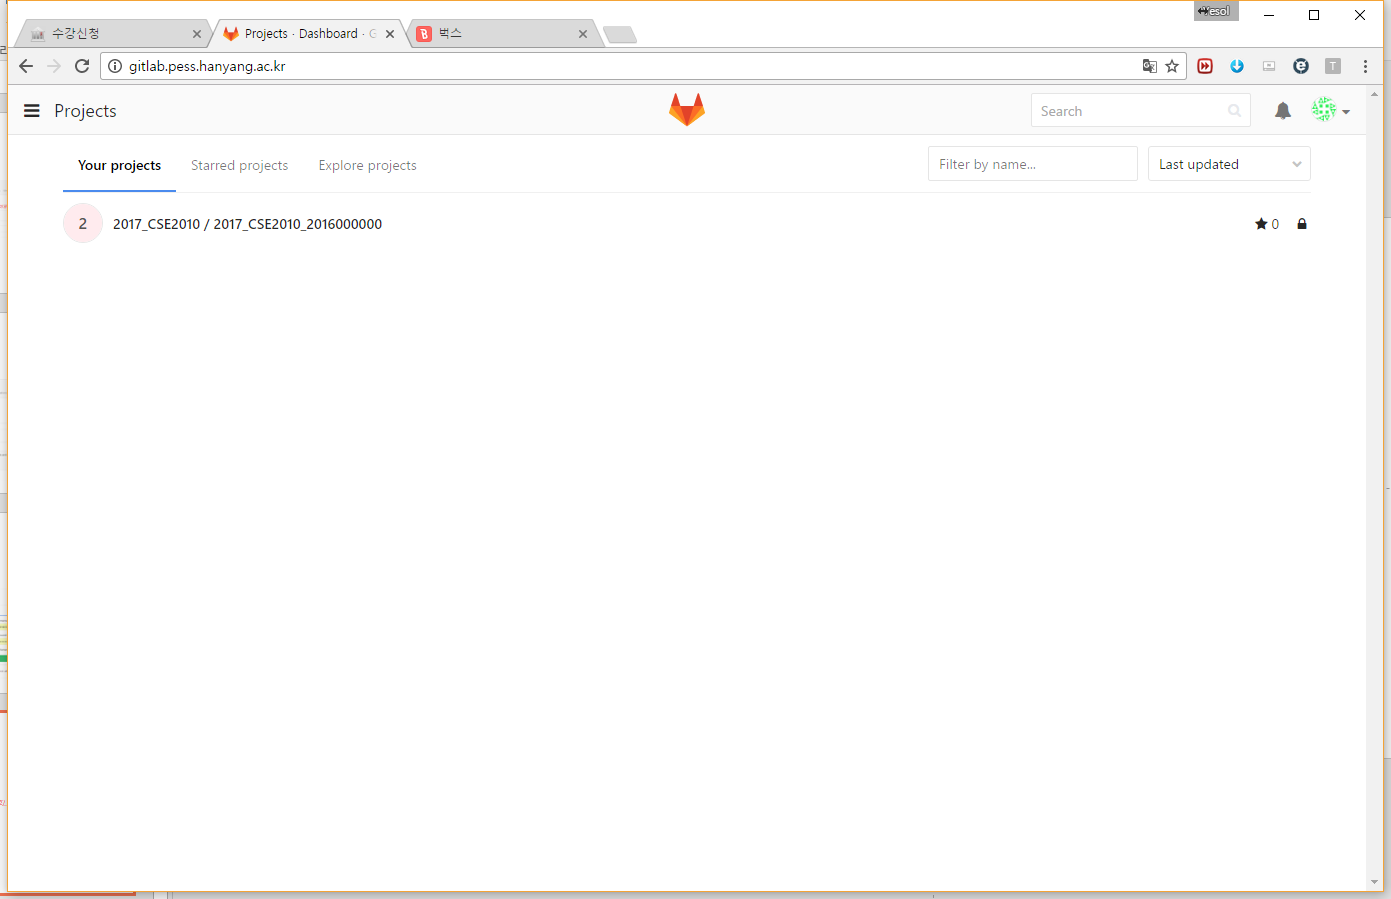 Yesol
수강신청
Projects · Dashboard · G
벅스
gitlab.pess.hanyang.ac.kr
Projects
Search
Your projects
Starred projects
Explore projects
Filter by name...
Last updated
2
2017_CSE2010 / 2017_CSE2010_2016000000
0